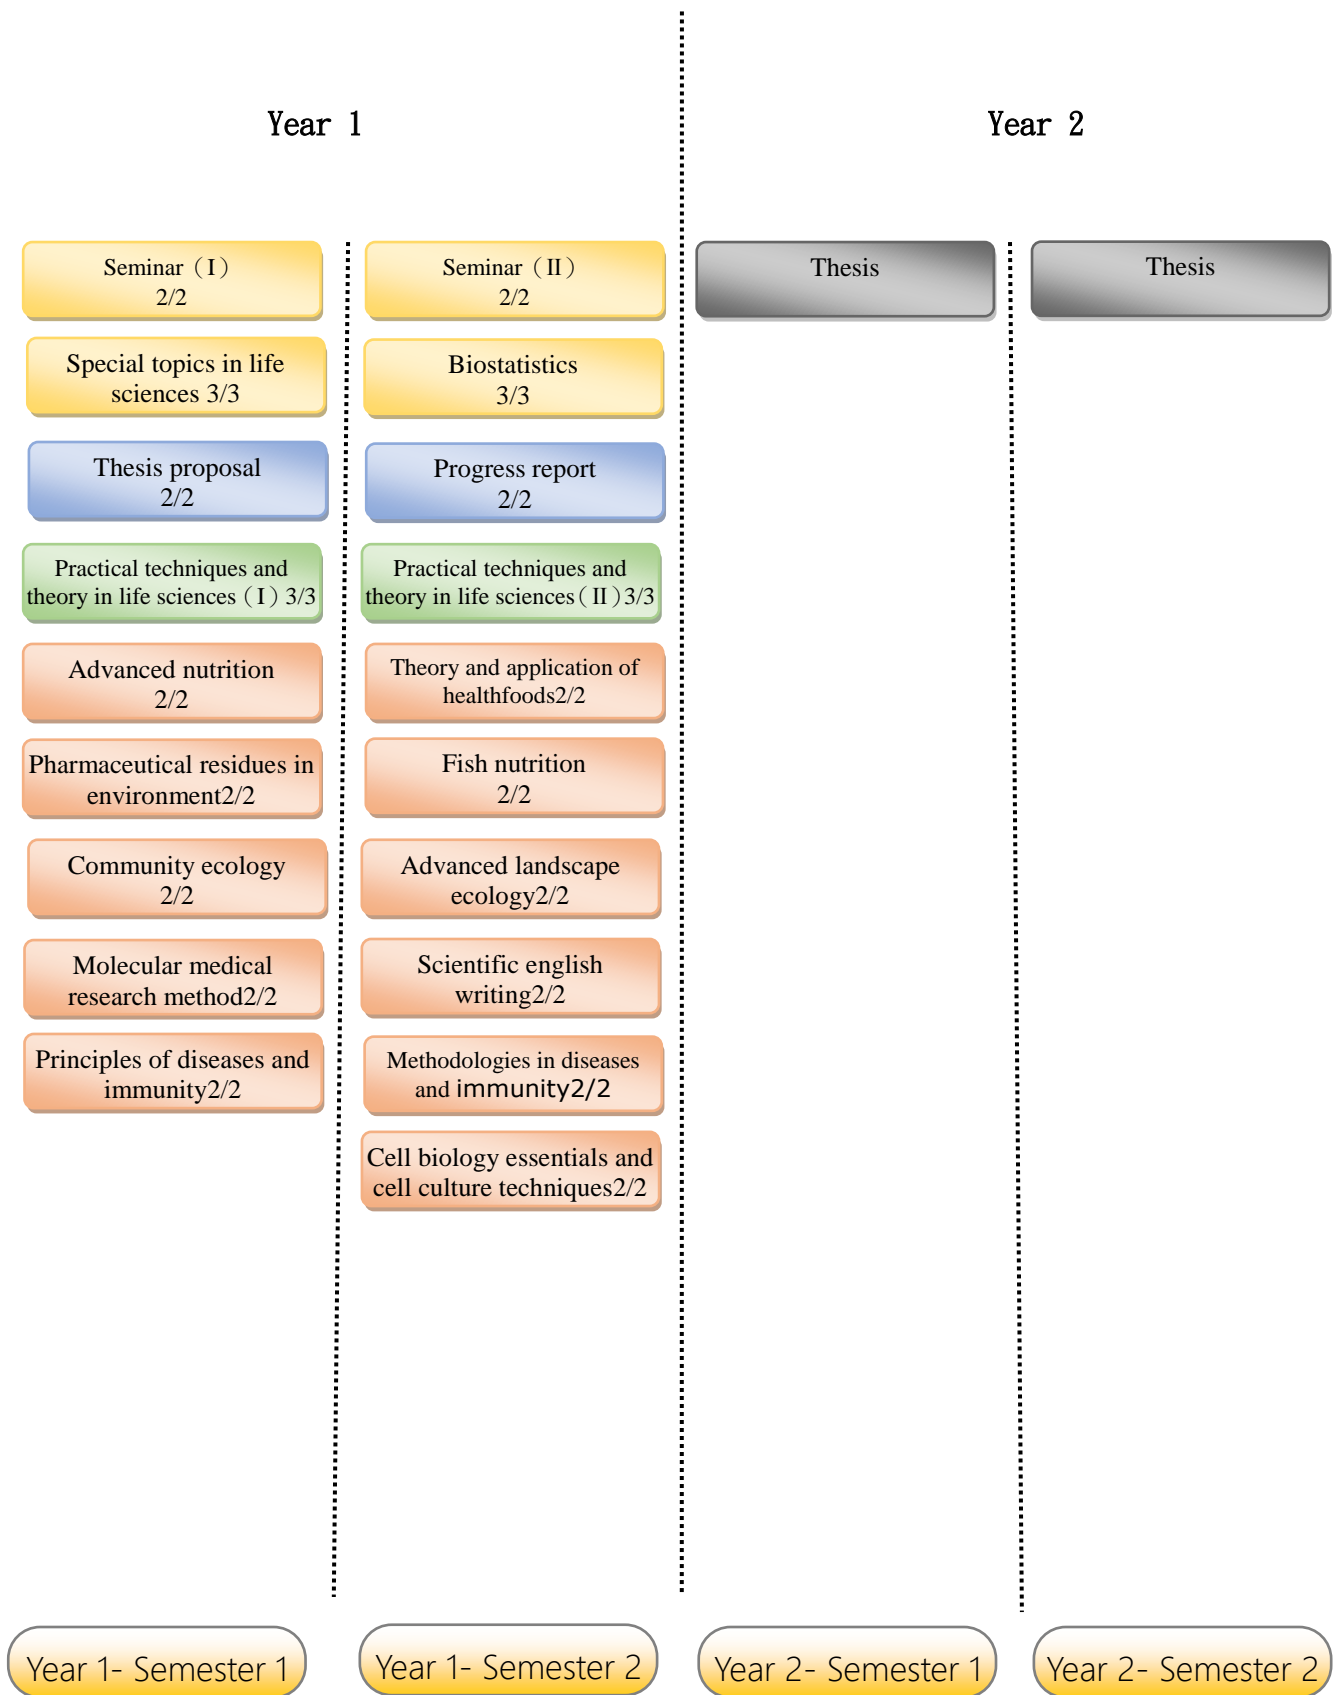 Year 1
Year 2
Seminar（I）
2/2
Special topics in life
sciences 3/3
Thesis proposal
2/2
Practical techniques and
theory in life sciences（I）3/3
Advanced nutrition
2/2
Pharmaceutical residues in
environment2/2
Community ecology
2/2
Molecular medical
research method2/2
Principles of diseases and
immunity2/2
Seminar（II）
2/2
Biostatistics
3/3
Progress report
2/2
Practical techniques and
theory in life sciences（II）3/3
Theory and application of
healthfoods2/2
Fish nutrition
2/2
Advanced landscape
ecology2/2
Scientific english
writing2/2
Methodologies in diseases
and immunity2/2
Cell biology essentials and
cell culture techniques2/2
Thesis
Thesis
Year 1- Semester 1
Year 1- Semester 2
Year 2- Semester 1
Year 2- Semester 2